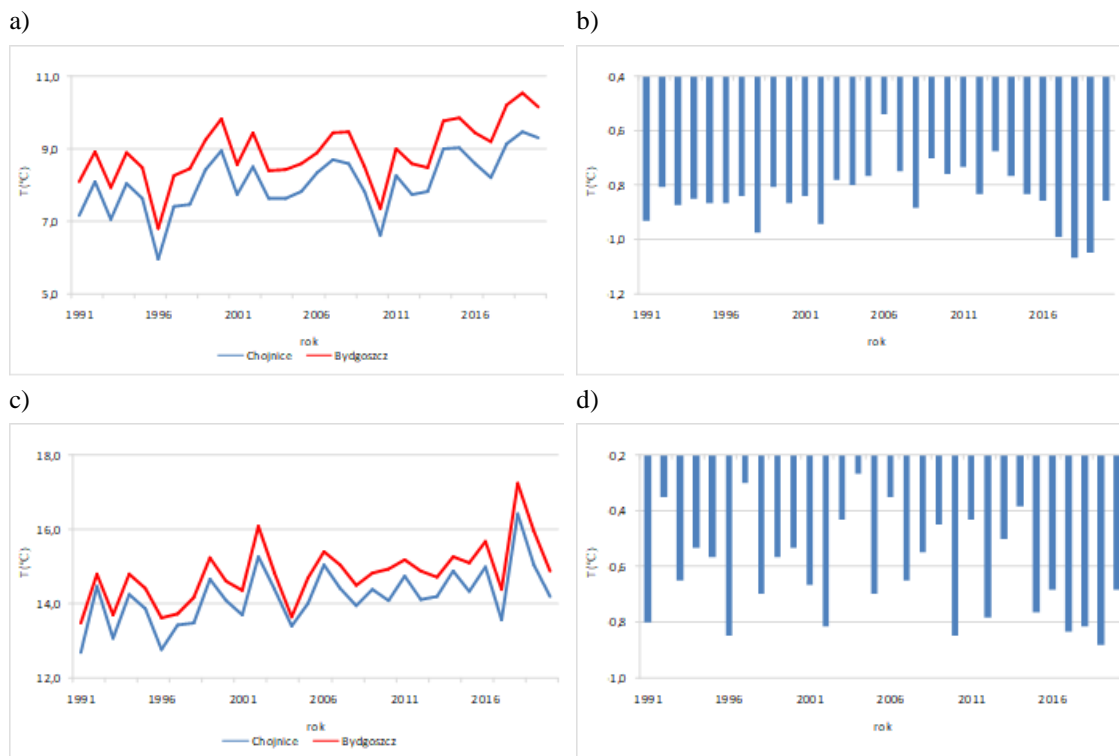 a)
11,0
9,0
7,0
5,0
T (°C)
1991 1996 2001 2006 2011 2016
rok
Chojnice Bydgoszcz
b)
0,4
0,6
0,8
1,0
1,2
T (°C)
1991 1996 2001 2006 2011 2016
rok
c)
18,0
16,0
14,0
12,0
T (°C)
1991 1996 2001 2006 2011 2016
rok
Chojnice Bydgoszcz
d)
0,2
0,4
0,6
0,8
1,0
T (°C)
1991 1996 2001 2006 2011 2016
rok